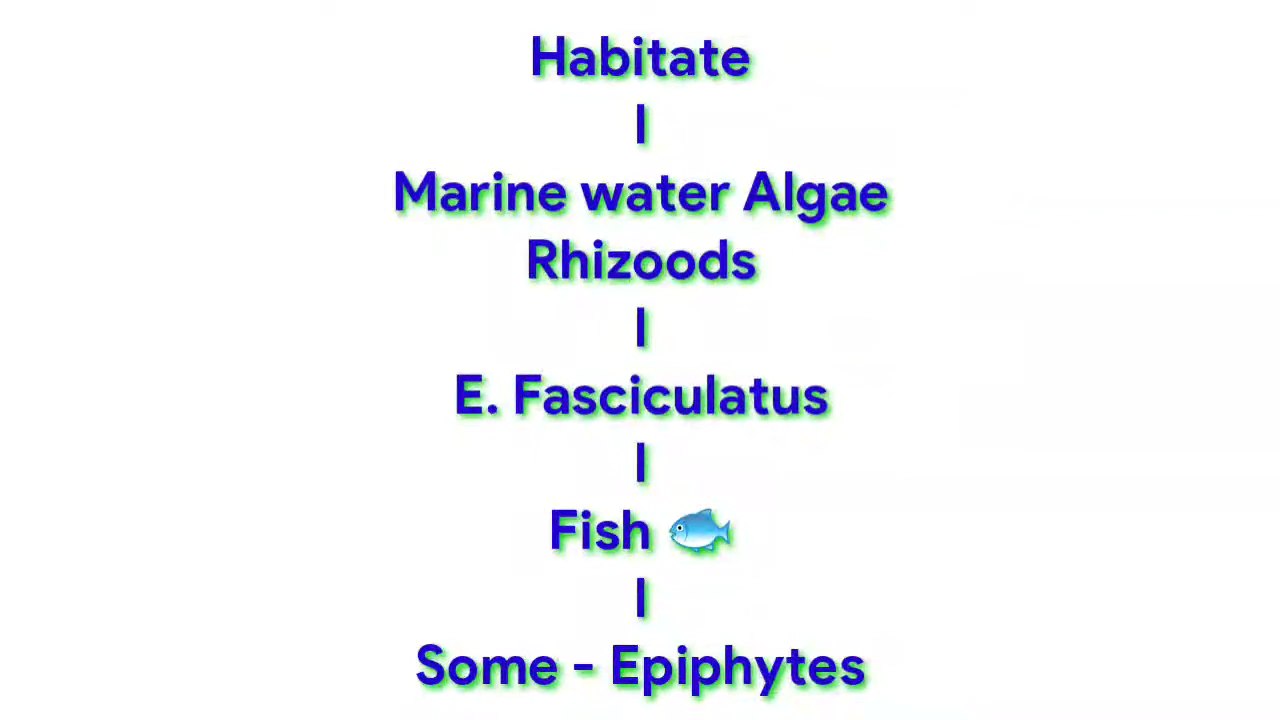 Habitate
I
Marine water Algae
Rhizoods
I
E. Fasciculatus
I
Fish 🐟
I
Some - Epiphytes